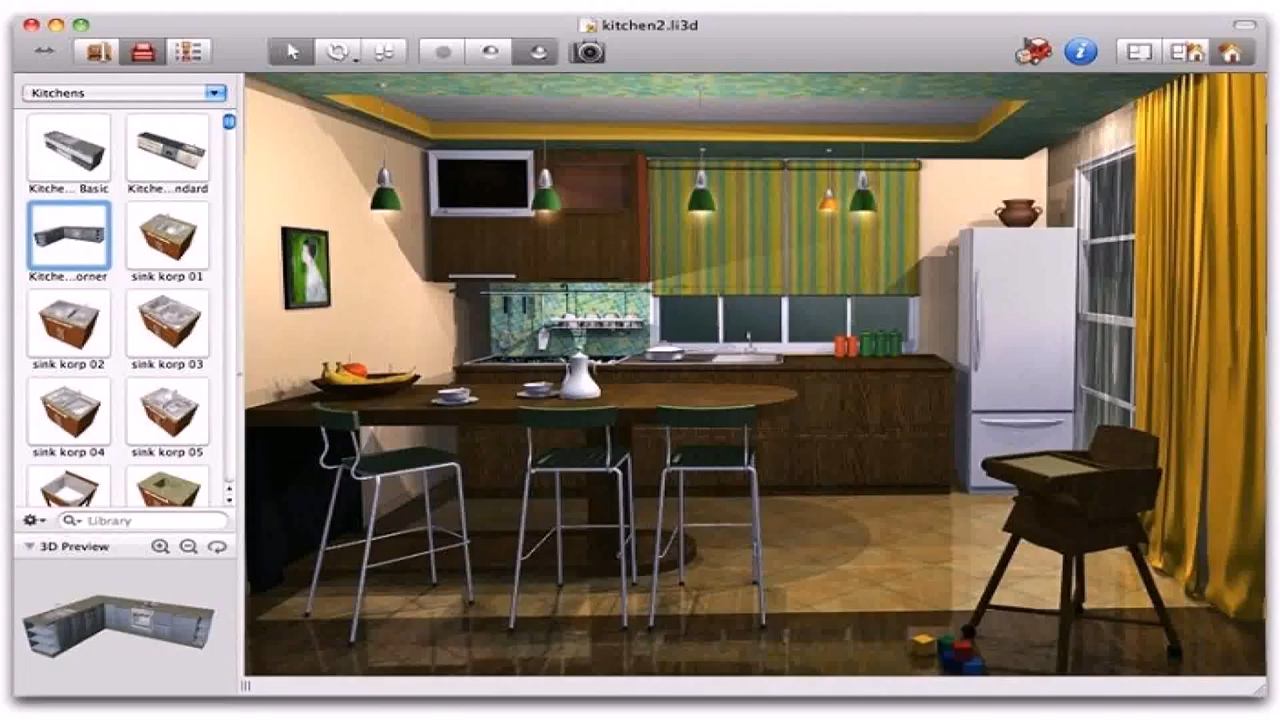 kitchen2.li3d
Kitchens
Kitche... Basic
Kitche...ndard
Kitche...orner
sink korp 01
sink korp 02
sink korp 03
sink korp 04
sink korp 05
Library
3D Preview